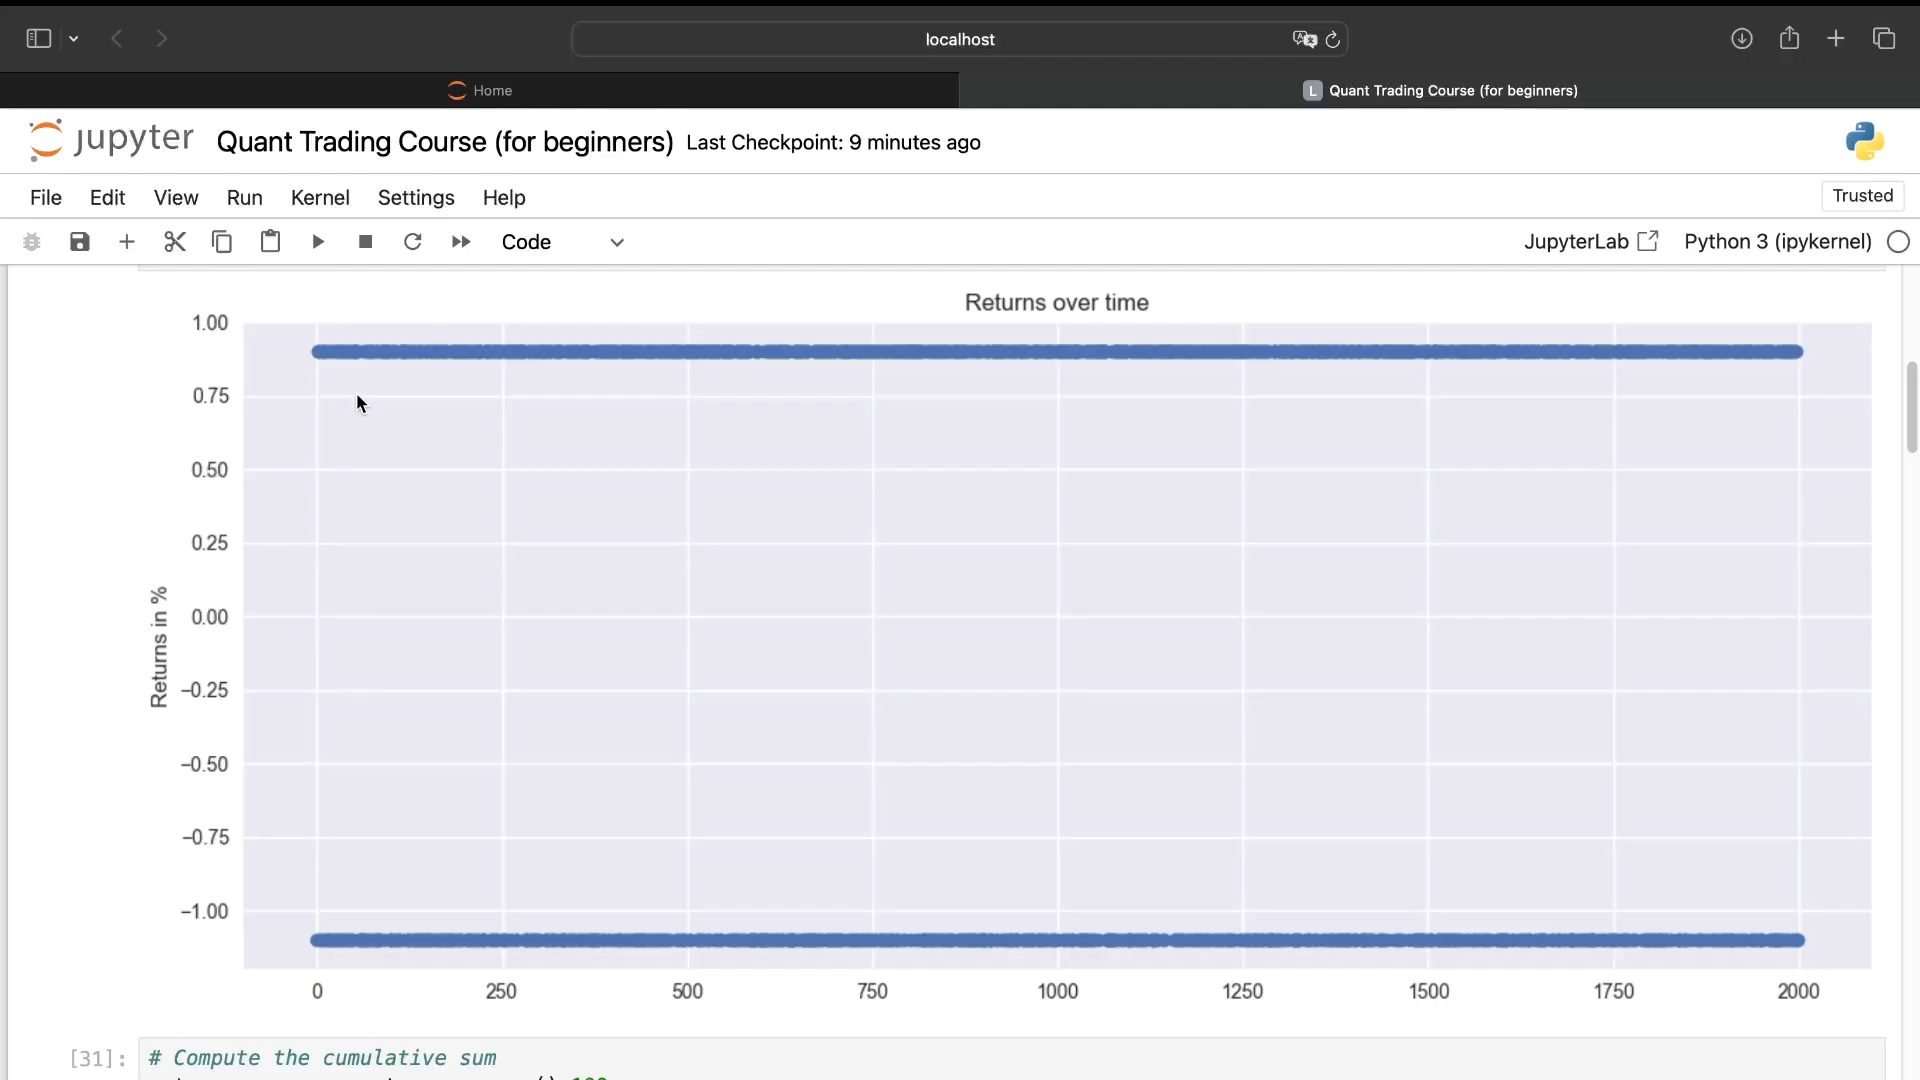 localhost
Home
L Quant Trading Course (for beginners)
jupyter Quant Trading Course (for beginners) Last Checkpoint: 9 minutes ago
File Edit View Run Kernel Settings Help
Trusted
Code
JupyterLab Python 3 (ipykernel)
Returns over time
1.00
0.75
0.50
0.25
0.00
−0.25
−0.50
−0.75
−1.00
Returns in %
0 250 500 750 1000 1250 1500 1750 2000
[31]: # Compute the cumulative sum